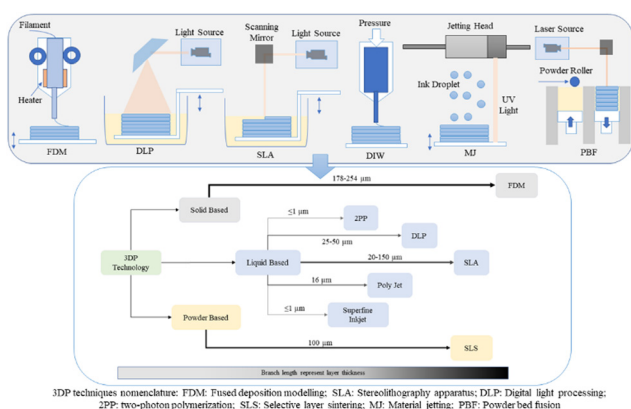 Filament
Heater
FDM
Light Source
DLP
Scanning
Mirror
Light Source
SLA
Pressure
DIW
Jetting Head
Ink Droplet
UV
Light
MJ
Laser Source
Powder Roller
PBF
178-254 μm
Solid Based
FDM
≤1 μm
2PP
25-50 μm
DLP
3DP
Technology
Liquid Based
20-150 μm
SLA
16 μm
Poly Jet
≤1 μm
Superfine
Inkjet
Powder Based
100 μm
SLS
Branch length represent layer thickness
3DP techniques nomenclature: FDM: Fused deposition modelling; SLA: Stereolithography apparatus; DLP: Digital light processing;
2PP: two-photon polymerization; SLS: Selective layer sintering; MJ: Material jetting; PBF: Powder bed fusion